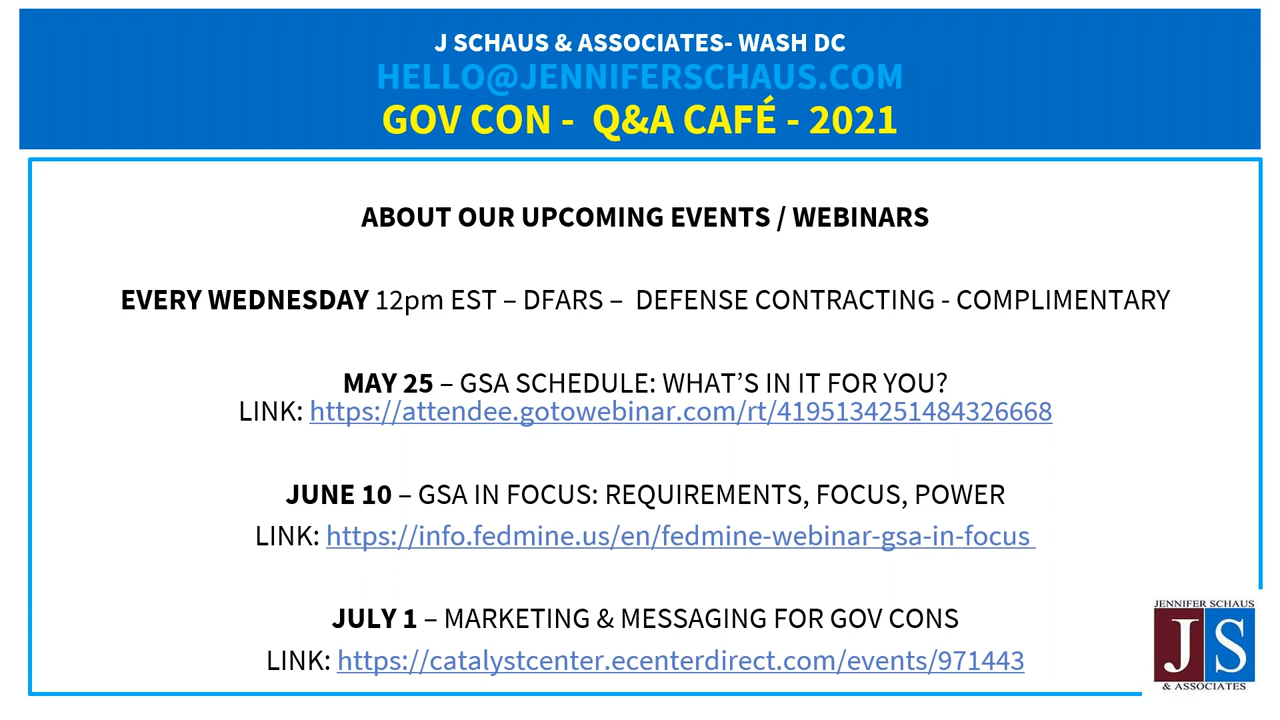 J SCHAUS & ASSOCIATES- WASH DC
HELLO@JENNIFERSCHAUS.COM
GOV CON - Q&A CAFÉ - 2021
ABOUT OUR UPCOMING EVENTS / WEBINARS
EVERY WEDNESDAY 12pm EST – DFARS – DEFENSE CONTRACTING - COMPLIMENTARY
MAY 25 – GSA SCHEDULE: WHAT’S IN IT FOR YOU?
LINK: https://attendee.gotowebinar.com/rt/4195134251484326668
JUNE 10 – GSA IN FOCUS: REQUIREMENTS, FOCUS, POWER
LINK: https://info.fedmine.us/en/fedmine-webinar-gsa-in-focus
JULY 1 – MARKETING & MESSAGING FOR GOV CONS
LINK: https://catalystcenter.ecenterdirect.com/events/971443
JENNIFER SCHAUS
JS
& ASSOCIATES